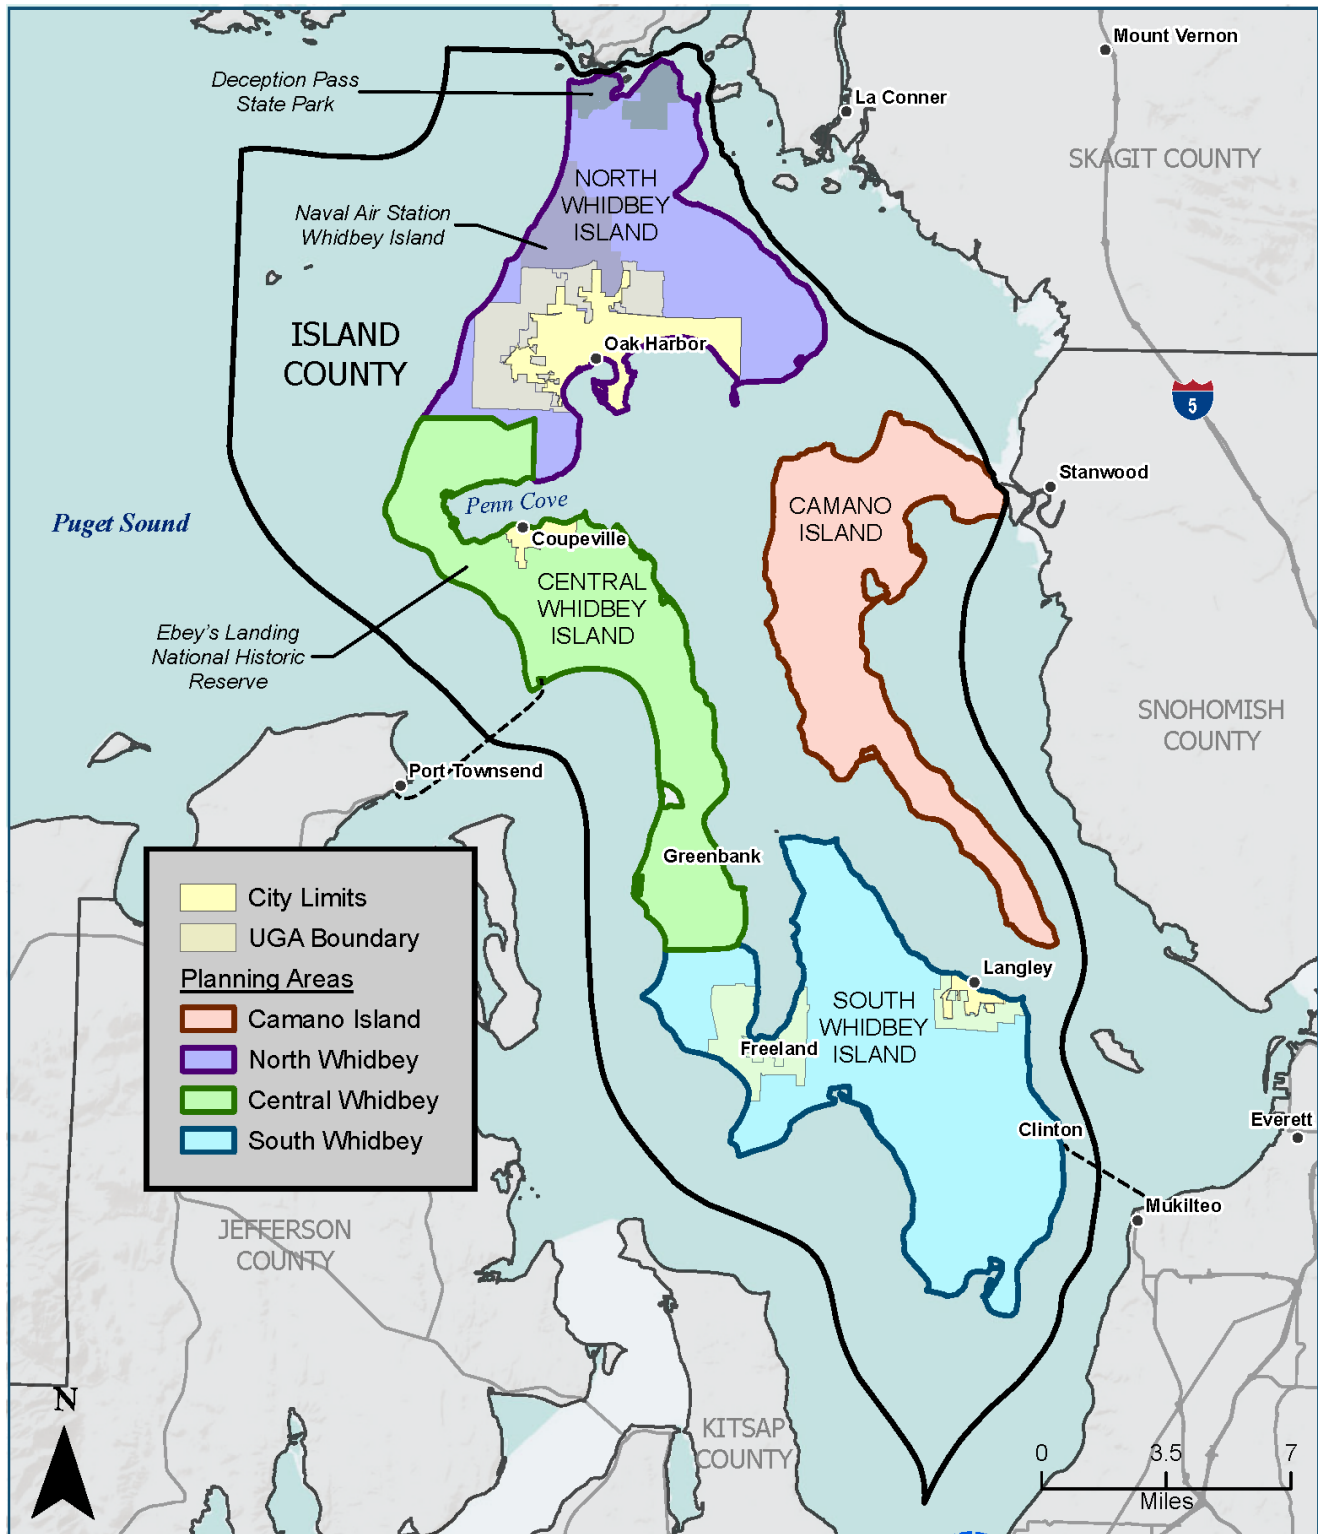 Mount Vernon
Deception Pass
State Park
La Conner
SKAGIT COUNTY
NORTH
WHIDBEY
ISLAND
Naval Air Station
Whidbey Island
ISLAND
COUNTY
Oak Harbor
5
Stanwood
Penn Cove
CAMANO
ISLAND
Puget Sound
Coupeville
CENTRAL
WHIDBEY
ISLAND
Ebey's Landing
National Historic
Reserve
SNOHOMISH
COUNTY
Port Townsend
Greenbank
City Limits
UGA Boundary
Planning Areas
Camano Island
North Whidbey
Central Whidbey
South Whidbey
Langley
SOUTH
WHIDBEY
ISLAND
Freeland
Clinton
Everett
Mukilteo
JEFFERSON
COUNTY
KITSAP
COUNTY
N
0 3.5 7
Miles